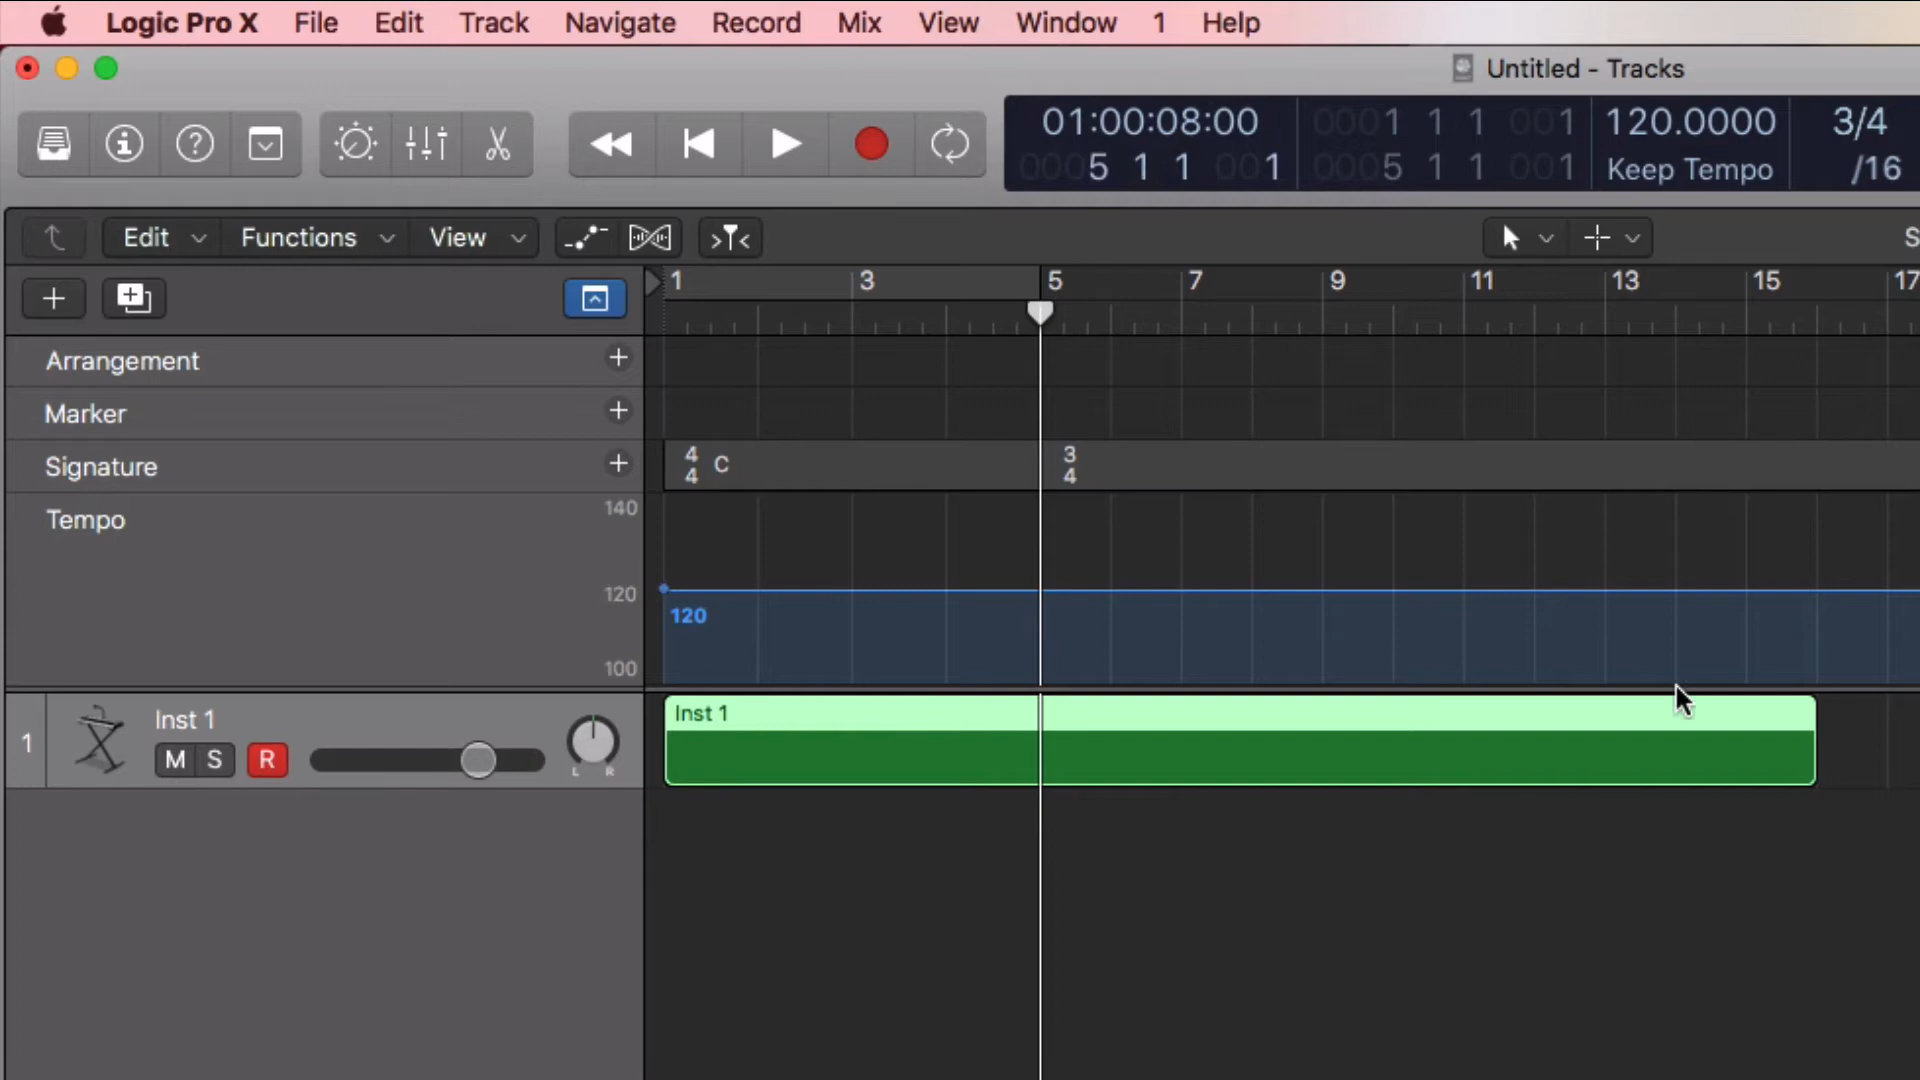 Logic Pro X File Edit Track Navigate Record Mix View Window 1 Help
Untitled - Tracks
01:00:08:00 0001 1 1 001 120.0000 3/4
0005 1 1 001 0005 1 1 001 Keep Tempo /16
Edit Functions View S
1 3 5 7 9 11 13 15 17
Arrangement
Marker
Signature 4/4 C 3/4
Tempo 140
120
120
100
1 Inst 1 Inst 1
M S R L R